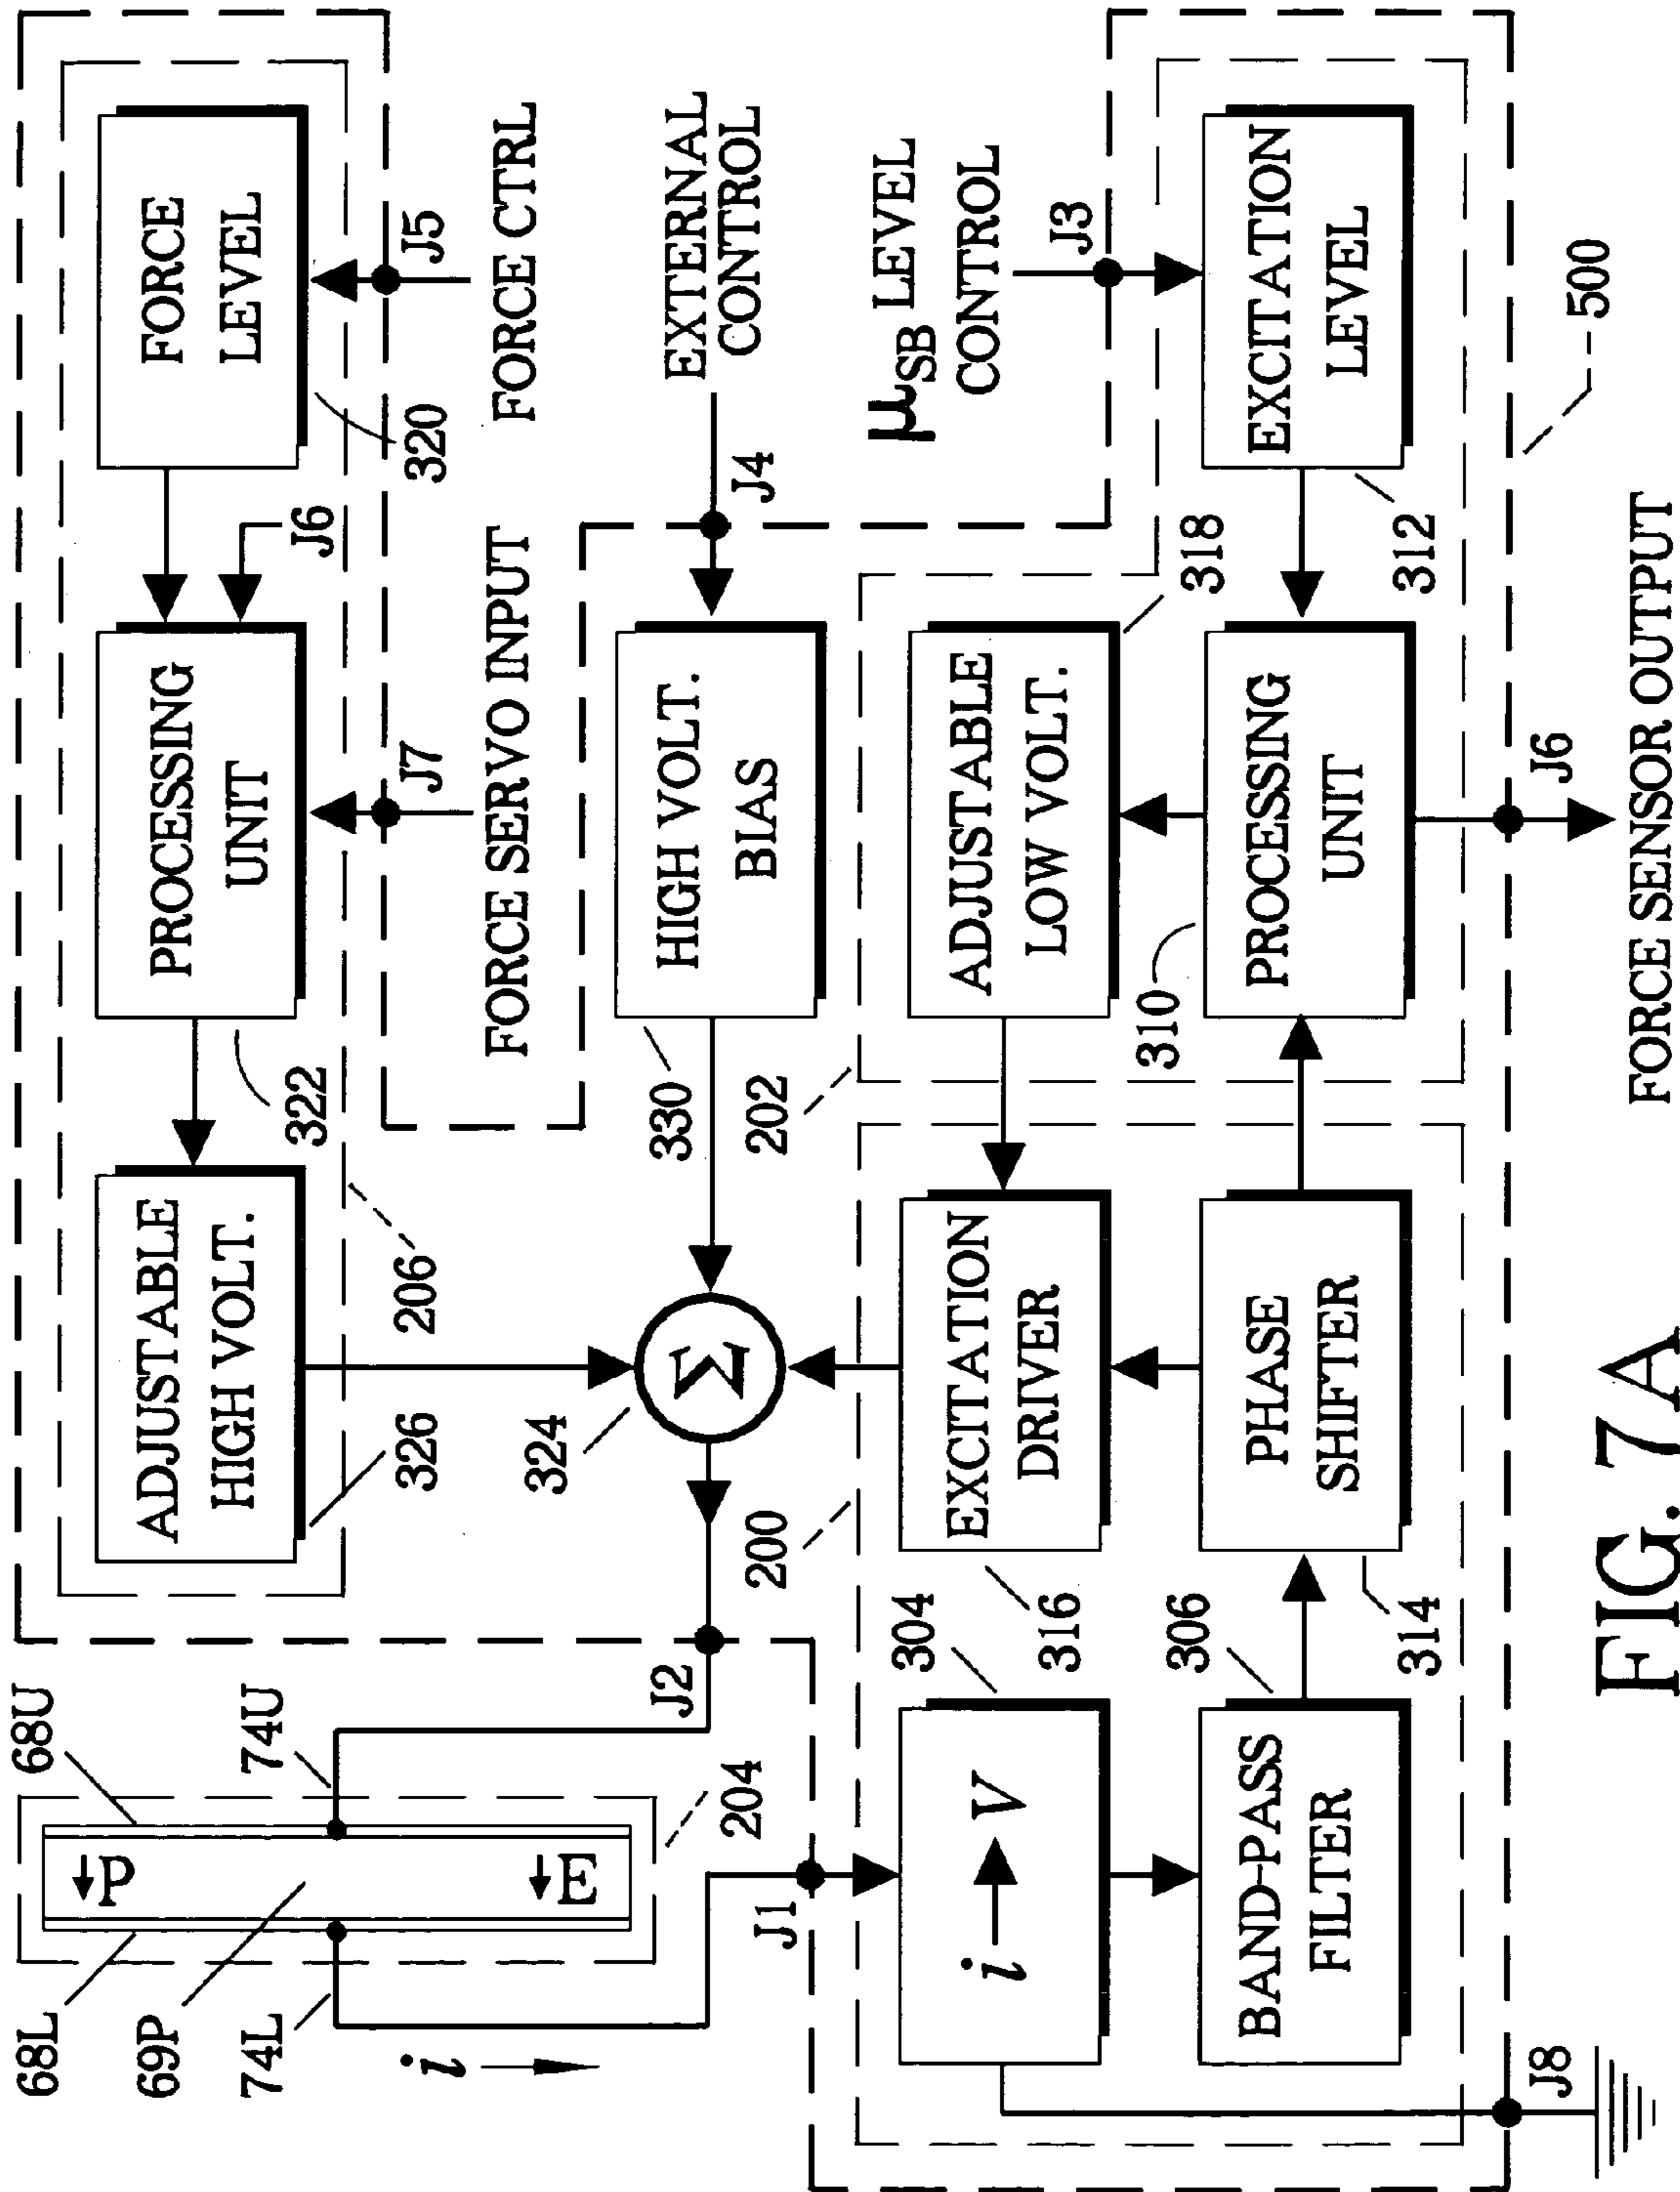 68U
68L
69P
74U
74L
P
E
i
204
J2
J1
ADJUSTABLE
HIGH VOLT.
326
206
PROCESSING
UNIT
322
J6
FORCE
LEVEL
320
J7
FORCE SERVO INPUT
J5
FORCE CTRL
Σ
324
HIGH VOLT.
BIAS
330
J4
EXTERNAL
CONTROL
200
202
i V
304
EXCITATION
DRIVER
316
ADJUSTABLE
LOW VOLT.
318
μSB LEVEL
CONTROL
J3
BAND-PASS
FILTER
306
PHASE
SHIFTER
314
PROCESSING
UNIT
310
EXCITATION
LEVEL
312
500
J8
J6
FORCE SENSOR OUTPUT
FIG. 7A